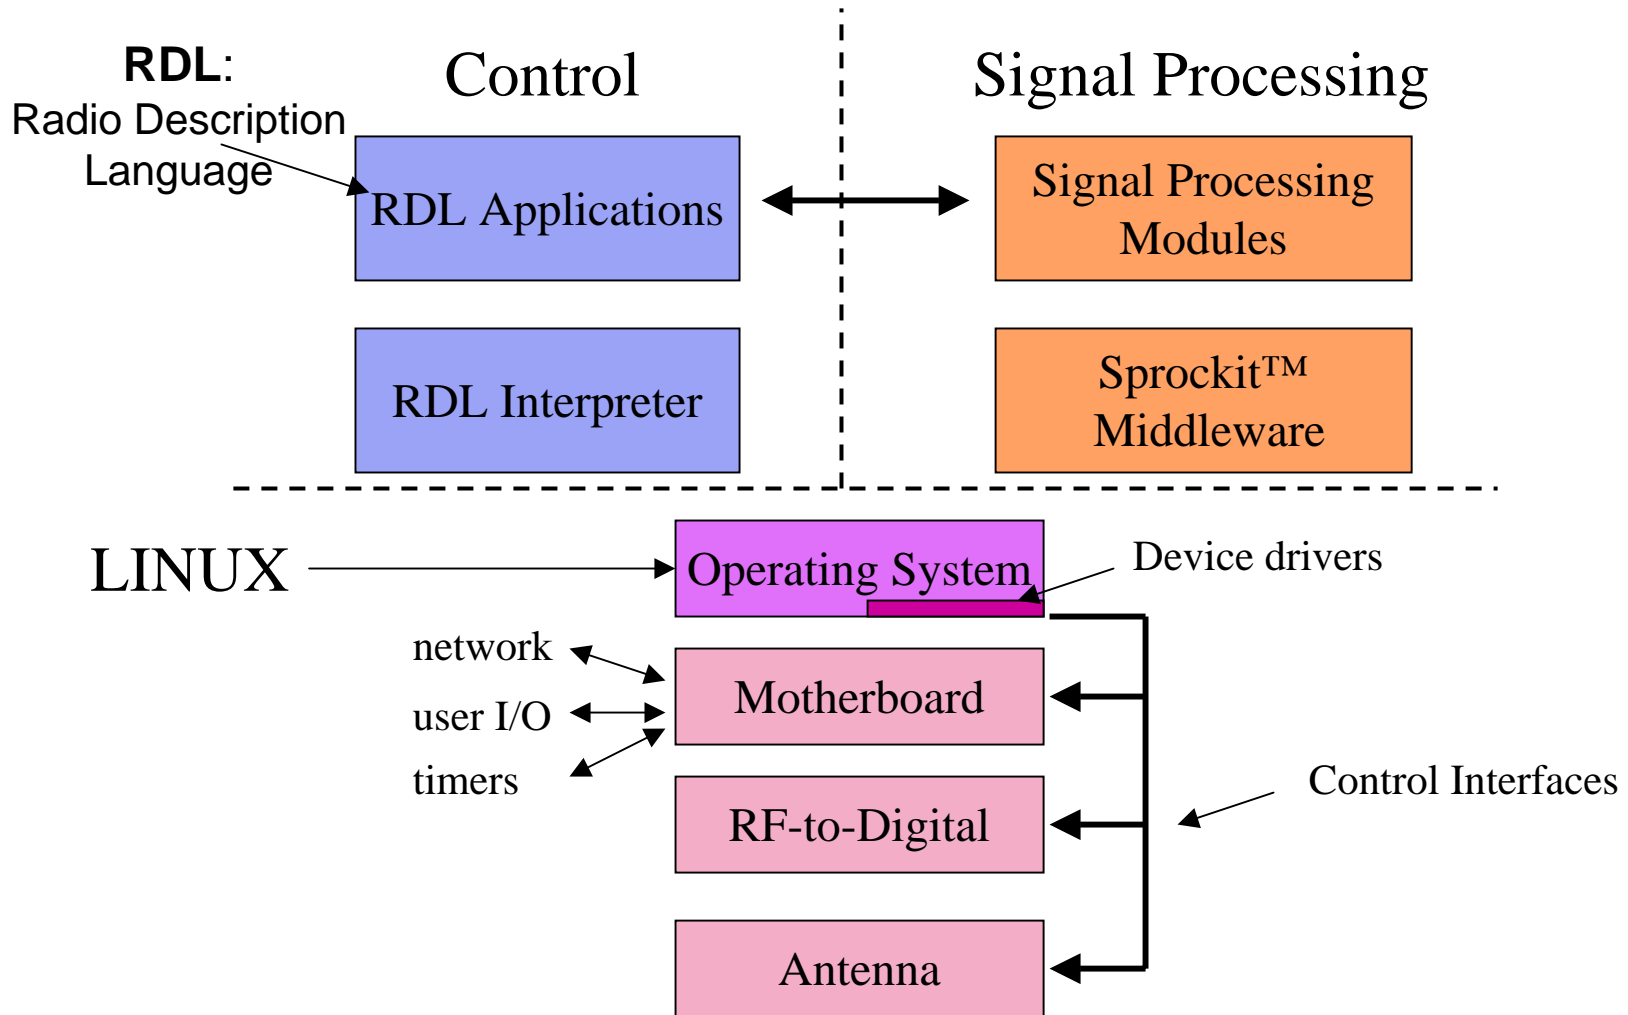 RDL:
Radio Description
Language
Control
Signal Processing
RDL Applications
Signal Processing
Modules
RDL Interpreter
Sprockit™
Middleware
LINUX
Operating System
Device drivers
network
user I/O
timers
Motherboard
RF-to-Digital
Control Interfaces
Antenna